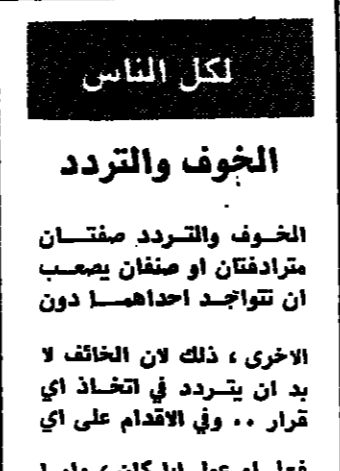 لكل الناس
الخوف والتردد
الخوف والتردد صفتان
مترادفتان او صنفان يصعب
ان تتواجد احداهما دون
الاخرى ، ذلك لان الخائف لا
بد ان يتردد في اتخاذ اي
قرار .. وفي الاقدام على اي